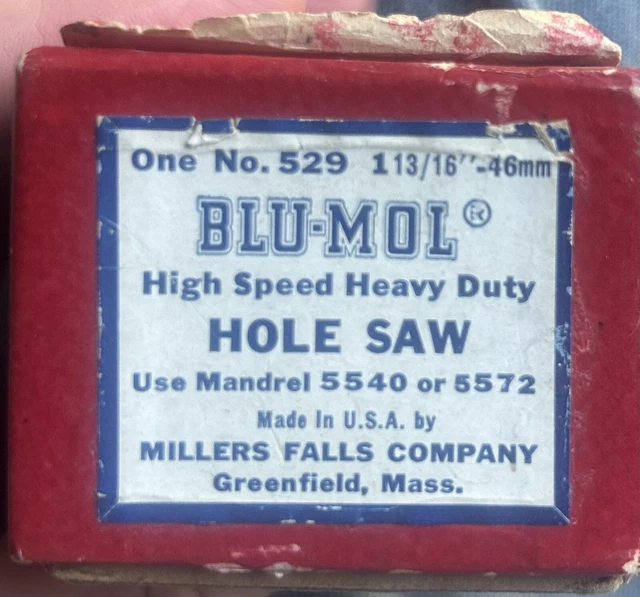 One No. 529 1 13/16"-46mm
BLU-MOL®
High Speed Heavy Duty
HOLE SAW
Use Mandrel 5540 or 5572
Made In U.S.A. by
MILLERS FALLS COMPANY
Greenfield, Mass.